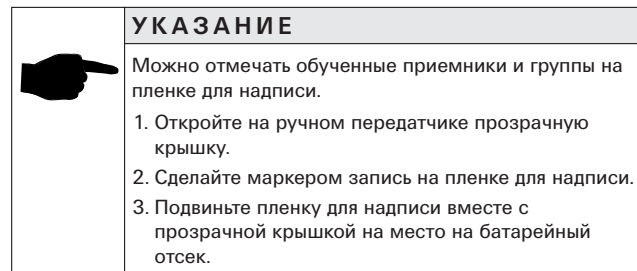 УКАЗАНИЕ
Можно отмечать обученные приемники и группы на
пленке для надписи.
1. Откройте на ручном передатчике прозрачную
крышку.
2. Сделайте маркером запись на пленке для надписи.
3. Подвиньте пленку для надписи вместе с
прозрачной крышкой на место на батарейный
отсек.